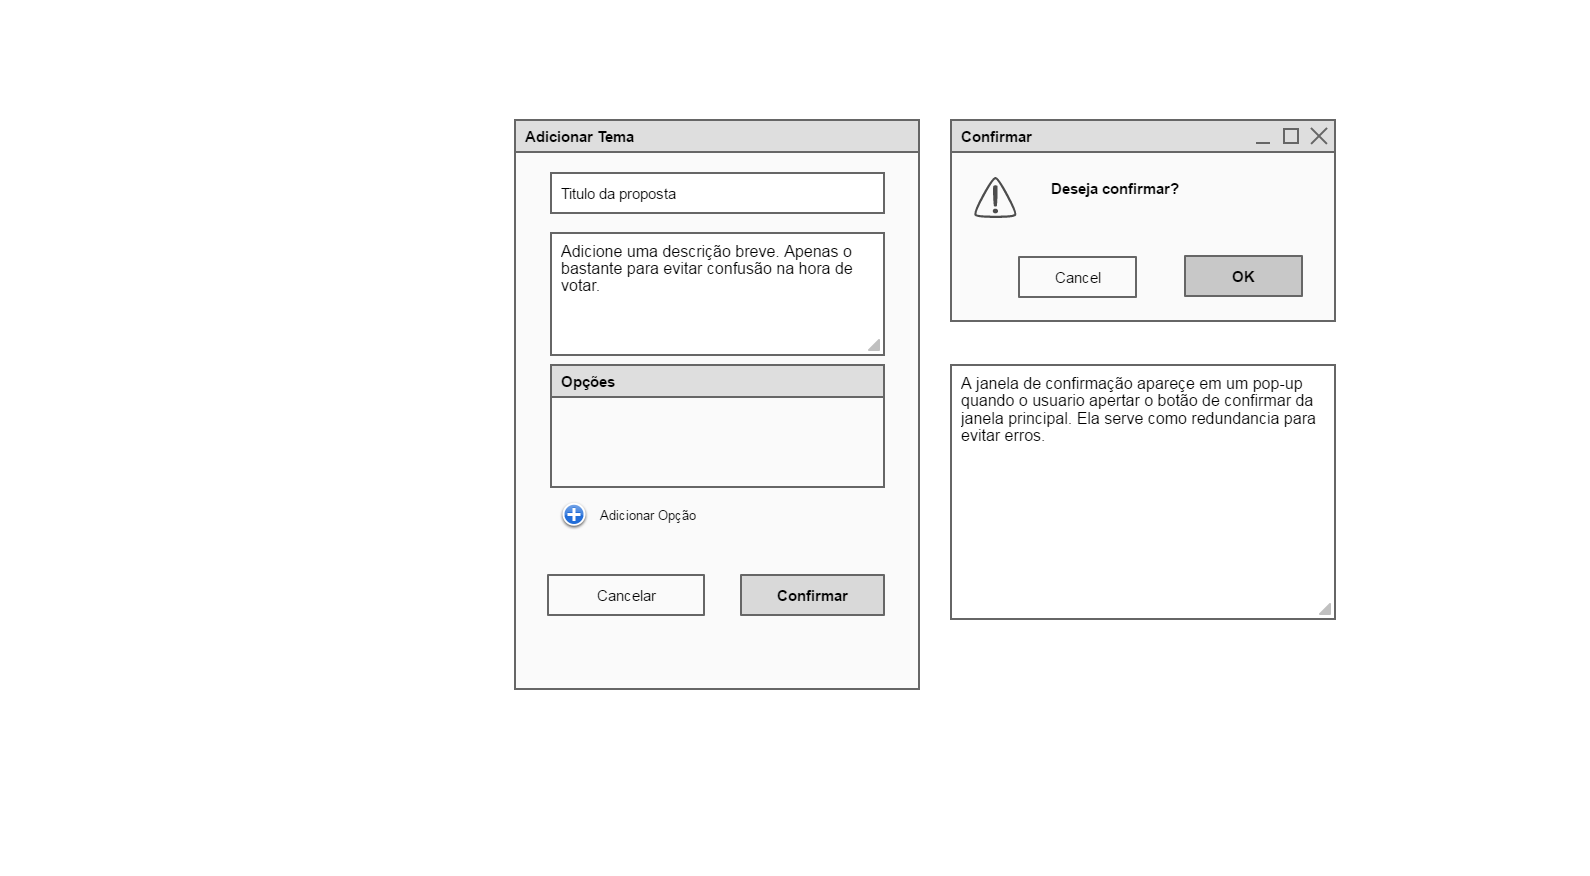 Adicionar Tema
Titulo da proposta
Adicione uma descrição breve. Apenas o
bastante para evitar confusão na hora de
votar.
Opções
Adicionar Opção
Cancelar
Confirmar
Confirmar
Deseja confirmar?
Cancel
OK
A janela de confirmação apareçe em um pop-up
quando o usuario apertar o botão de confirmar da
janela principal. Ela serve como redundancia para
evitar erros.